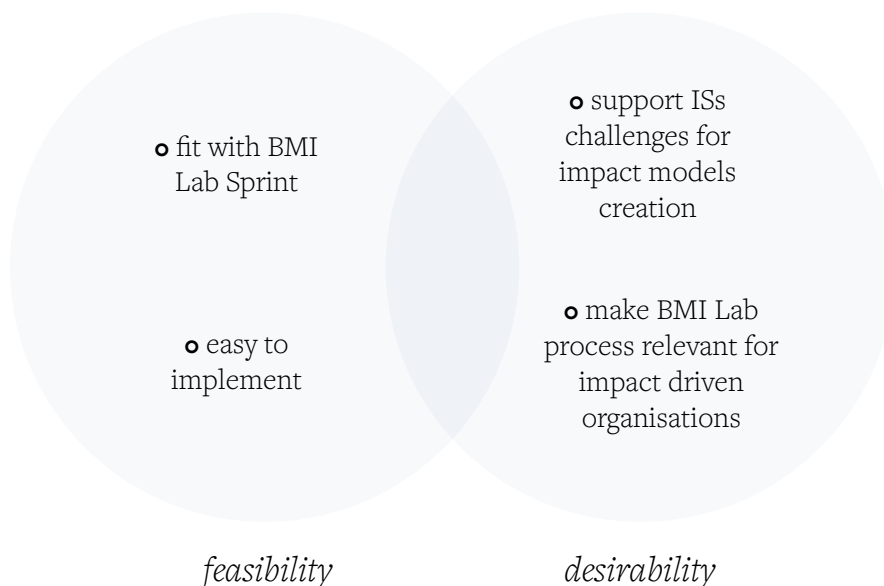 fit with BMI
Lab Sprint
easy to
implement
support ISs
challenges for
impact models
creation
make BMI Lab
process relevant for
impact driven
organisations
feasibility
desirability